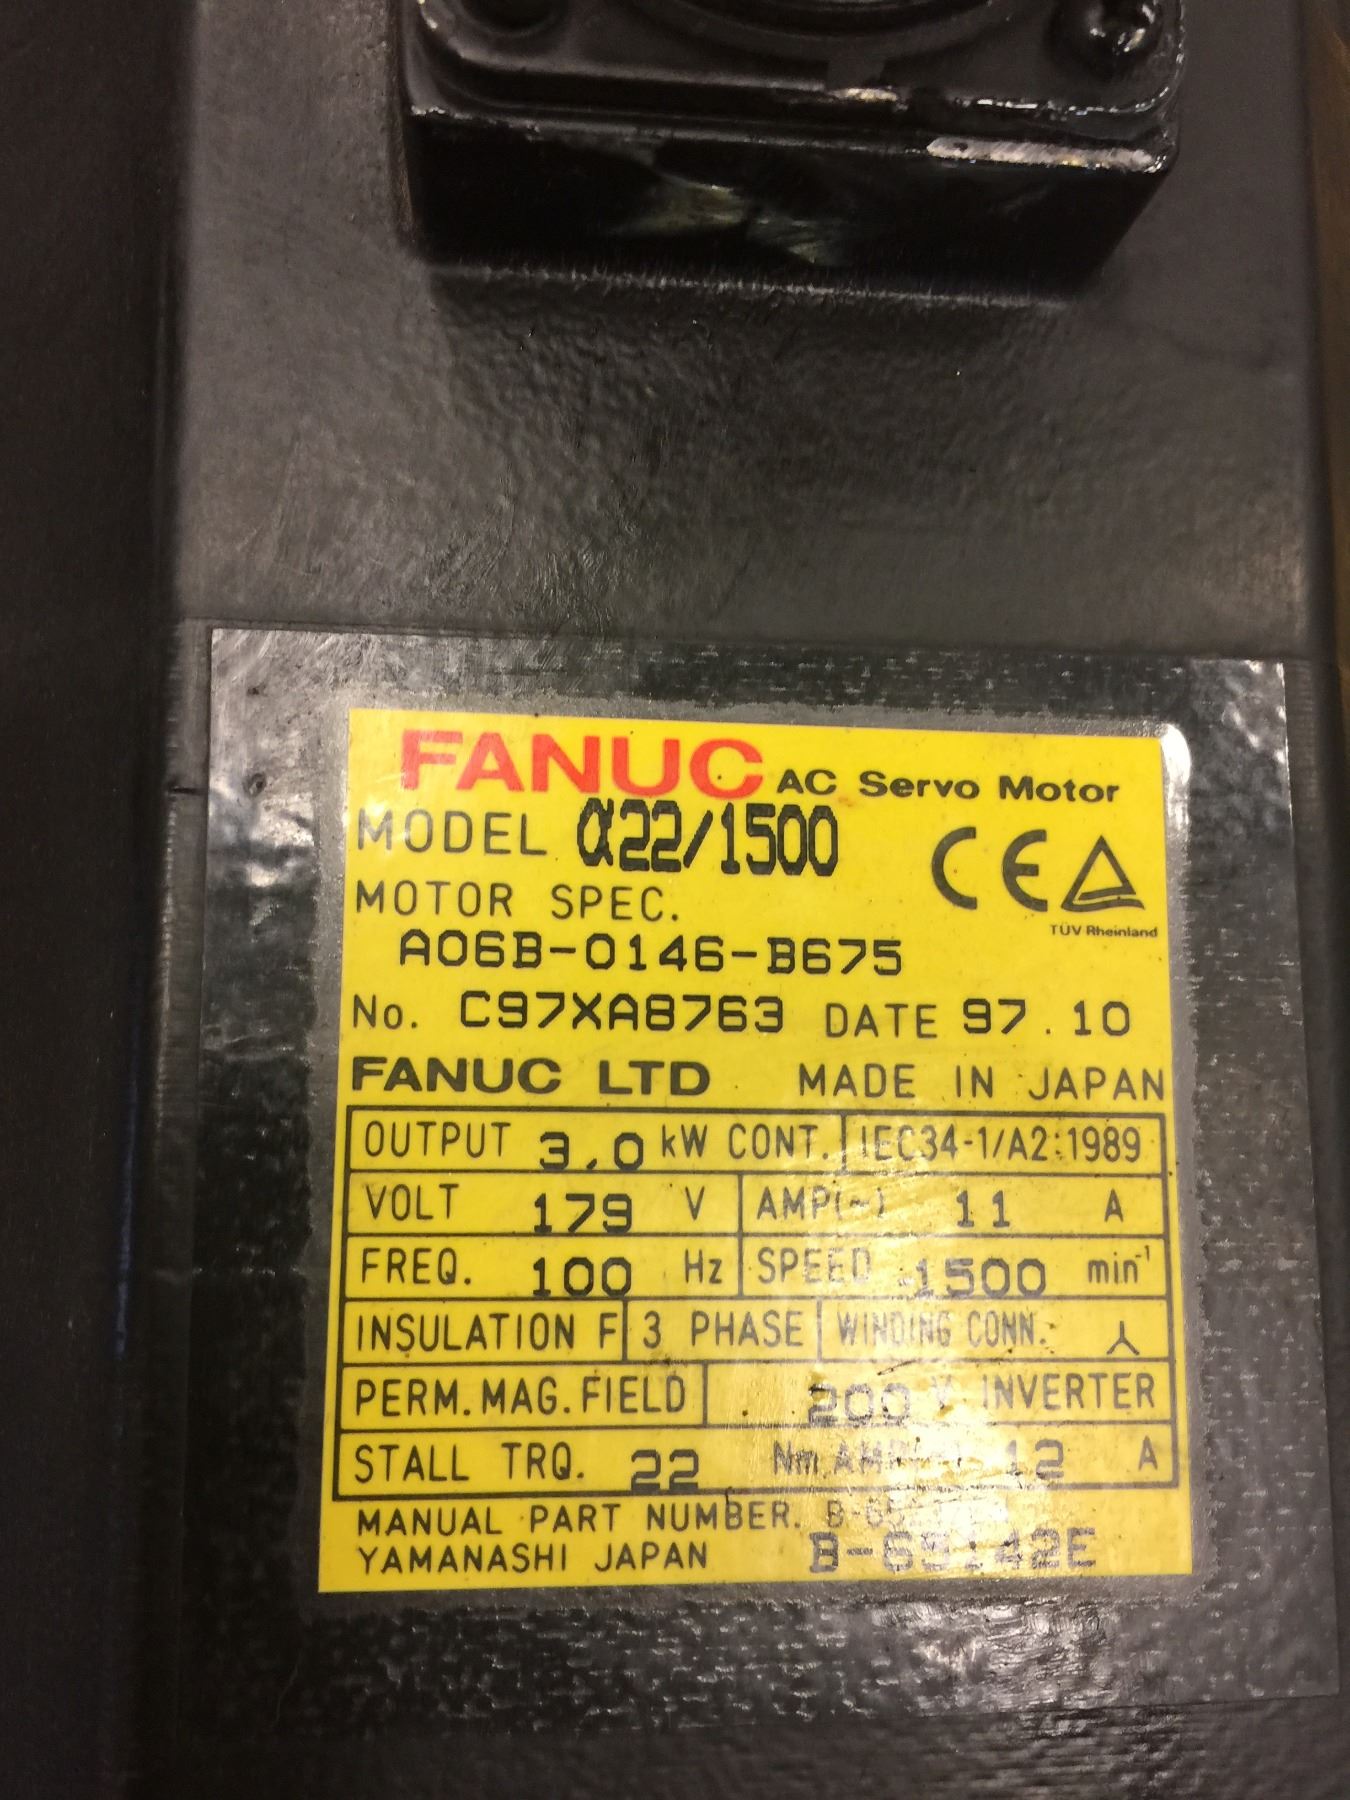 FANUC AC Servo Motor
MODEL α22/1500
CE
TÜV Rheinland
MOTOR SPEC.
A06B-0146-B675
No. C97XA8763 DATE 97.10
FANUC LTD MADE IN JAPAN
OUTPUT 3.0 kW CONT. IEC34-1/A2:1989
VOLT 179 V AMP(~) 11 A
FREQ. 100 Hz SPEED 1500 min-1
INSULATION F 3 PHASE WINDING CONN.
PERM. MAG. FIELD 200 V INVERTER
STALL TRQ. 22 Nm 12 A
MANUAL PART NUMBER.
YAMANASHI JAPAN B-65142E